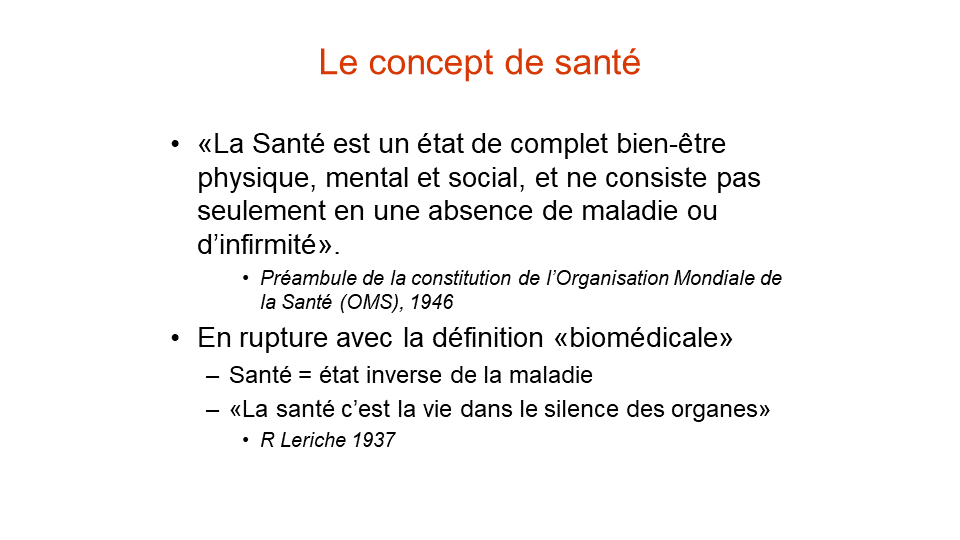 Le concept de santé
• «La Santé est un état de complet bien-être
physique, mental et social, et ne consiste pas
seulement en une absence de maladie ou
d’infirmité».
• Préambule de la constitution de l’Organisation Mondiale de
la Santé (OMS), 1946
• En rupture avec la définition «biomédicale»
– Santé = état inverse de la maladie
– «La santé c’est la vie dans le silence des organes»
• R Leriche 1937